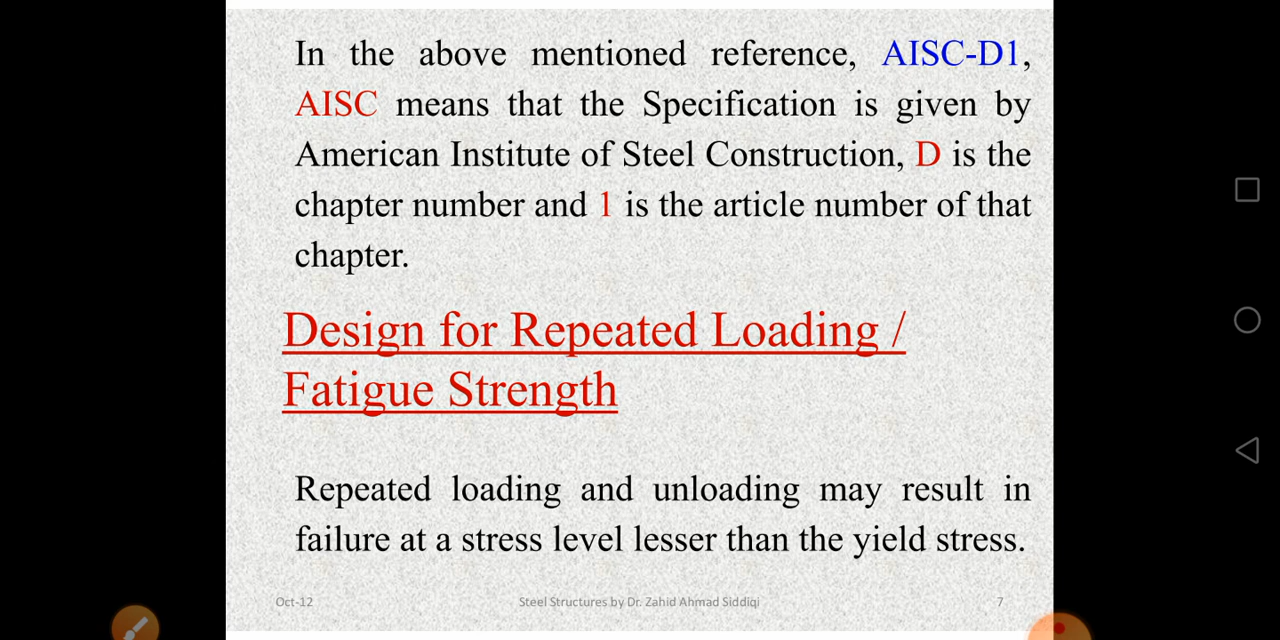 In the above mentioned reference, AISC-D1,
AISC means that the Specification is given by
American Institute of Steel Construction, D is the
chapter number and 1 is the article number of that
chapter.
Design for Repeated Loading /
Fatigue Strength
Repeated loading and unloading may result in
failure at a stress level lesser than the yield stress.
Oct-12 Steel Structures by Dr. Zahid Ahmad Siddiqi 7